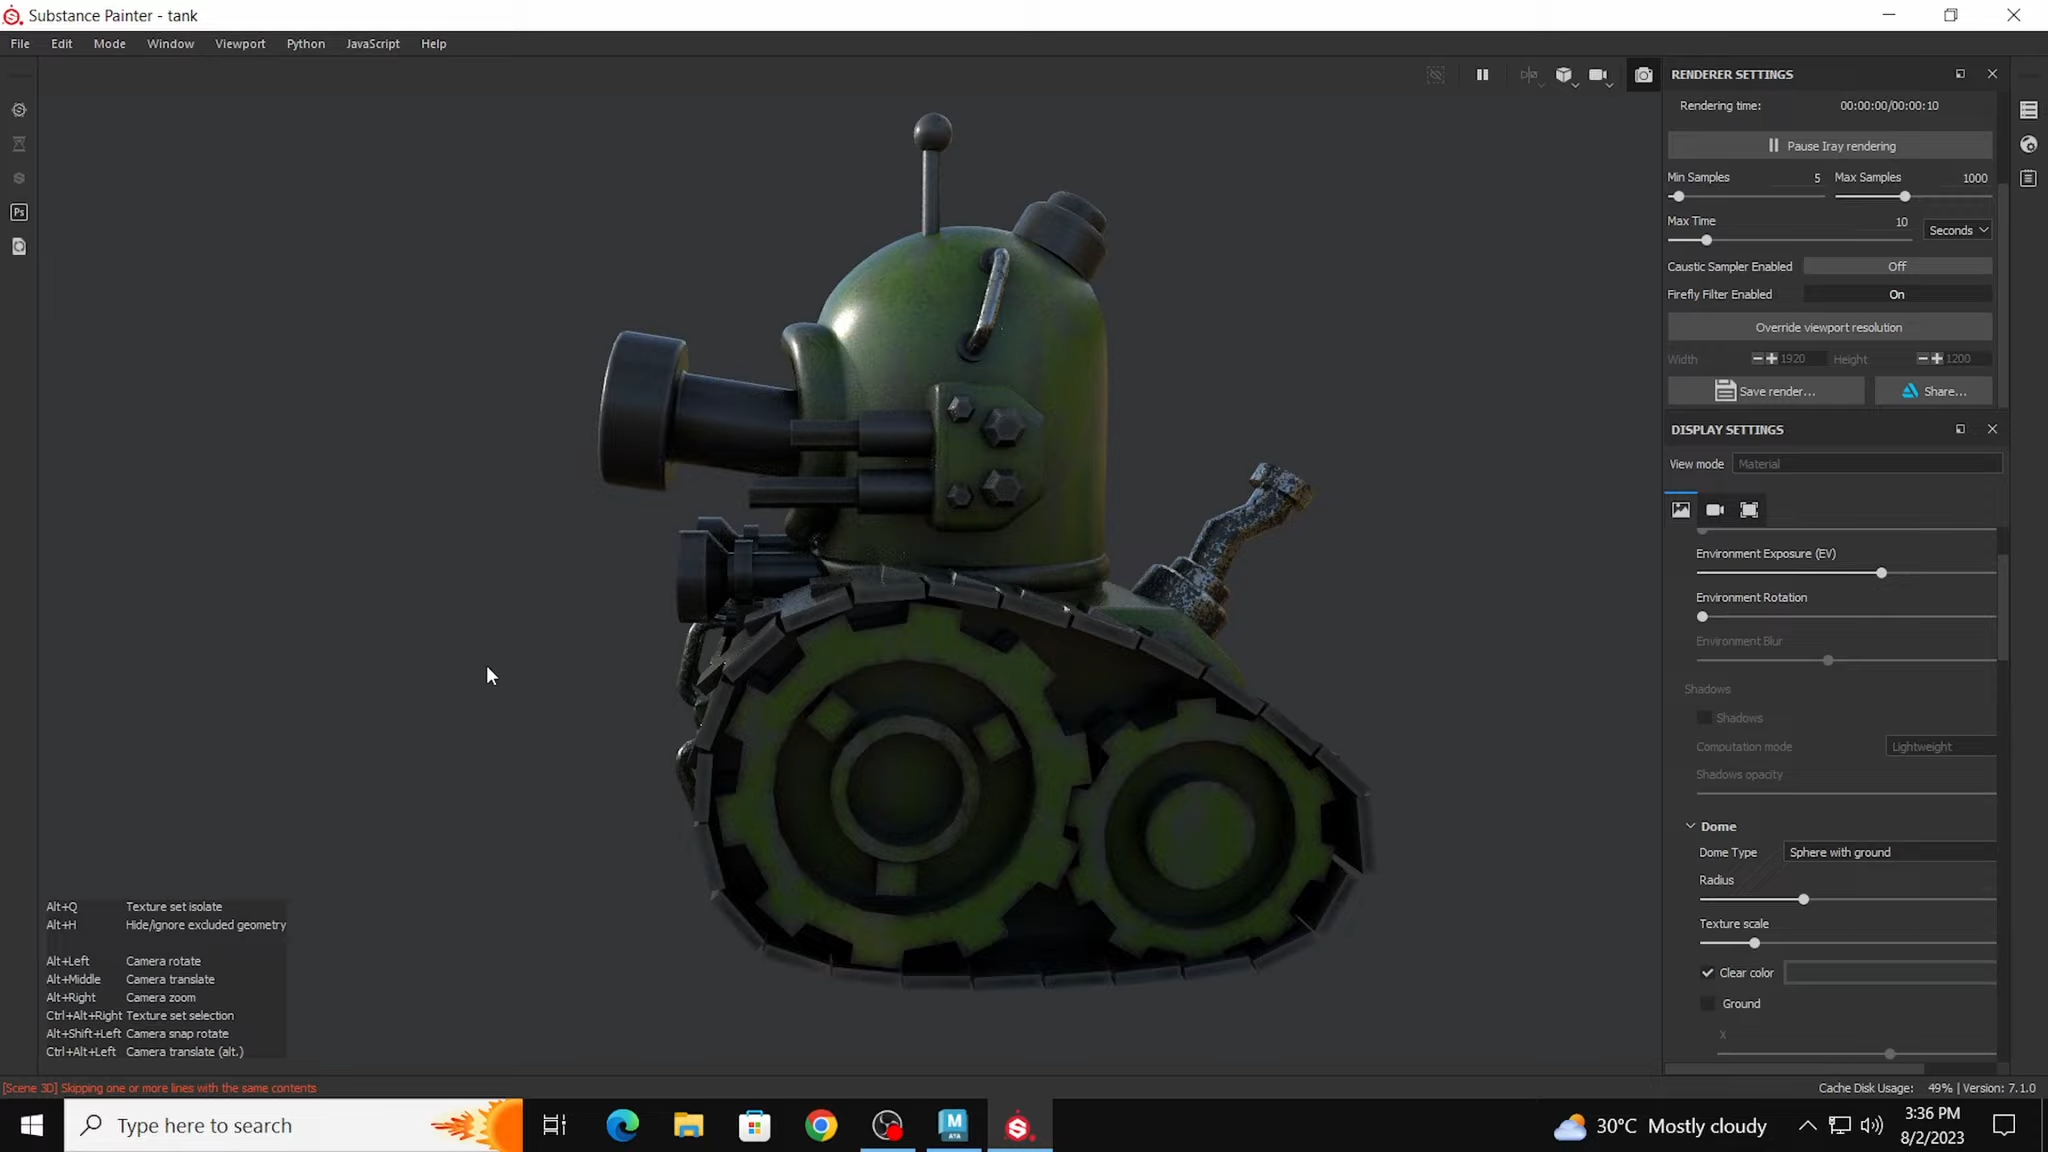 Substance Painter - tank
File Edit Mode Window Viewport Python JavaScript Help
RENDERER SETTINGS
Rendering time: 00:00:00/00:00:10
Pause Iray rendering
Min Samples 5 Max Samples 1000
Max Time 10 Seconds
Caustic Sampler Enabled Off
Firefly Filter Enabled On
Override viewport resolution
Width 1920 Height 1200
Save render... Share...
DISPLAY SETTINGS
View mode Material
Environment Exposure (EV)
Environment Rotation
Environment Blur
Shadows
Shadows
Computation mode Lightweight
Shadows opacity
Dome
Dome Type Sphere with ground
Radius
Texture scale
Clear color
Ground
X
Ps
Alt+Q Texture set isolate
Alt+H Hide/ignore excluded geometry
Alt+Left Camera rotate
Alt+Middle Camera translate
Alt+Right Camera zoom
Ctrl+Alt+Right Texture set selection
Alt+Shift+Left Camera snap rotate
Ctrl+Alt+Left Camera translate (alt.)
[Scene 3D] Skipping one or more lines with the same contents
Cache Disk Usage: 49% | Version: 7.1.0
Type here to search
M
AYA
30°C Mostly cloudy
3:36 PM
8/2/2023